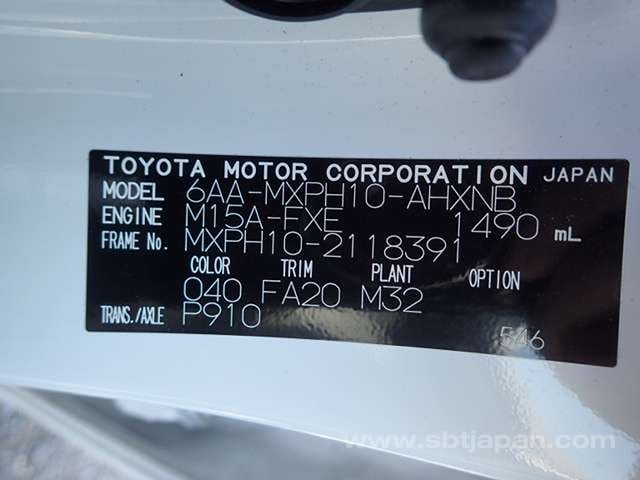 TOYOTA MOTOR CORPORATION JAPAN
MODEL 6AA-MXPH10-AHXNB
ENGINE M15A-FXE 1490 mL
FRAME No. MXPH10-2118391
COLOR TRIM PLANT OPTION
040 FA20 M32
TRANS./AXLE P910
546
www.sbtjapan.com